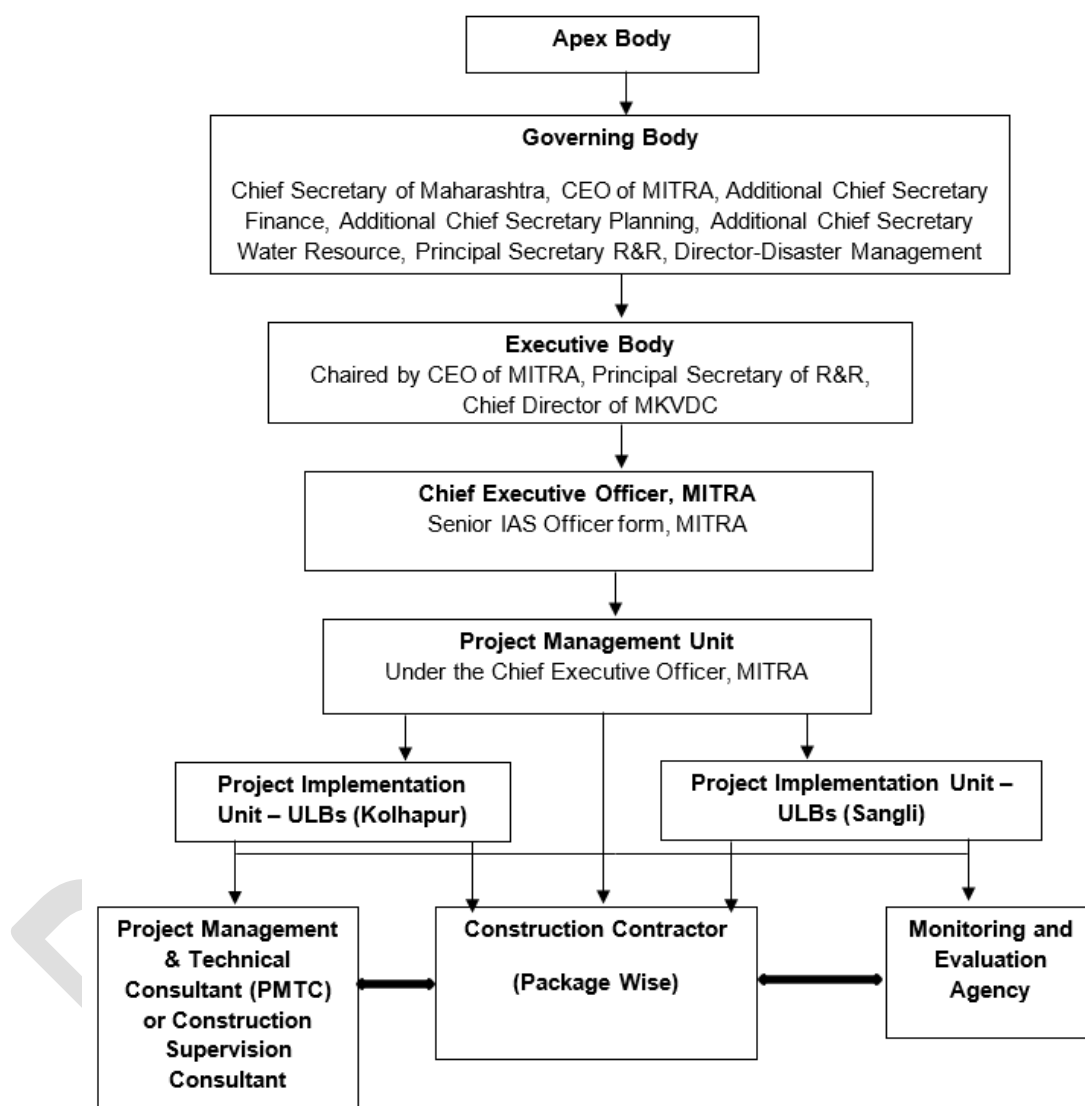 Apex Body
Governing Body
Chief Secretary of Maharashtra, CEO of MITRA, Additional Chief Secretary
Finance, Additional Chief Secretary Planning, Additional Chief Secretary
Water Resource, Principal Secretary R&R, Director-Disaster Management
Executive Body
Chaired by CEO of MITRA, Principal Secretary of R&R,
Chief Director of MKVDC
Chief Executive Officer, MITRA
Senior IAS Officer form, MITRA
Project Management Unit
Under the Chief Executive Officer, MITRA
Project Implementation
Unit – ULBs (Kolhapur)
Project Implementation Unit –
ULBs (Sangli)
Project Management
& Technical
Consultant (PMTC)
or Construction
Supervision
Consultant
Construction Contractor
(Package Wise)
Monitoring and
Evaluation
Agency